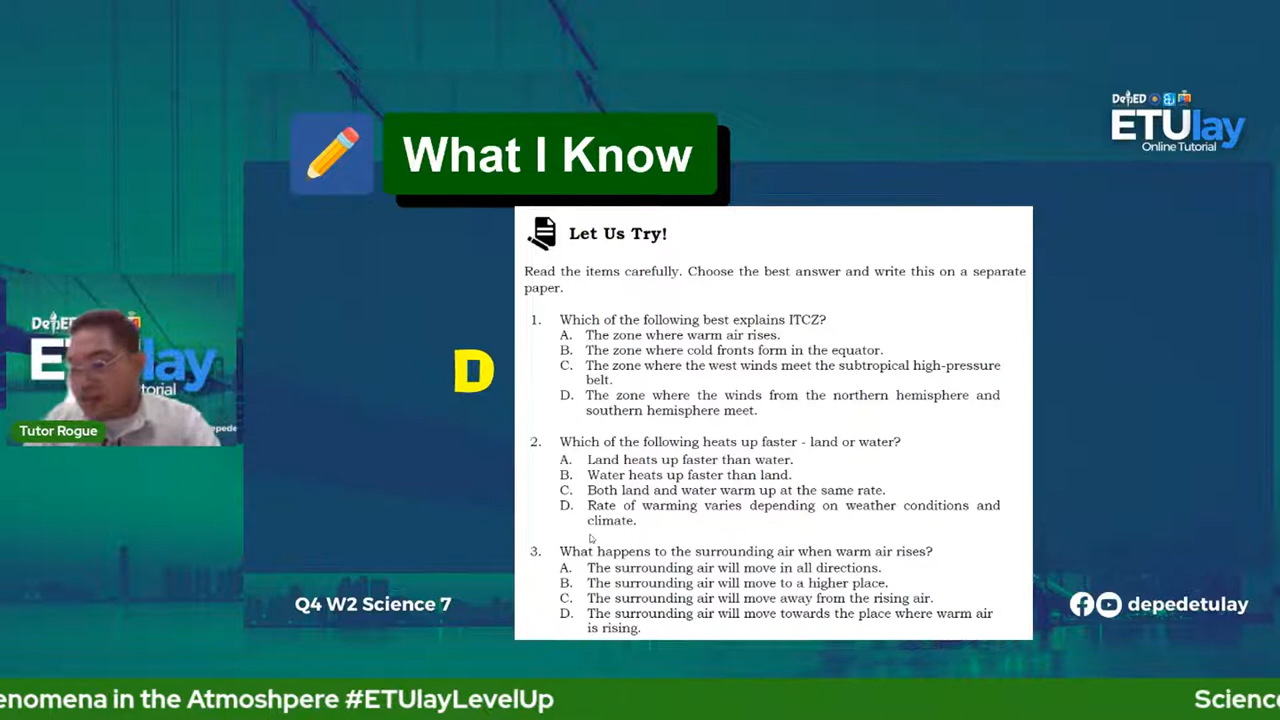 What I Know
DepED
ETUlay
Online Tutorial
Let Us Try!
Read the items carefully. Choose the best answer and write this on a separate
paper.
1. Which of the following best explains ITCZ?
A. The zone where warm air rises.
B. The zone where cold fronts form in the equator.
C. The zone where the west winds meet the subtropical high-pressure
belt.
D. The zone where the winds from the northern hemisphere and
southern hemisphere meet.
D
2. Which of the following heats up faster - land or water?
A. Land heats up faster than water.
B. Water heats up faster than land.
C. Both land and water warm up at the same rate.
D. Rate of warming varies depending on weather conditions and
climate.
3. What happens to the surrounding air when warm air rises?
A. The surrounding air will move in all directions.
B. The surrounding air will move to a higher place.
C. The surrounding air will move away from the rising air.
D. The surrounding air will move towards the place where warm air
is rising.
Tutor Rogue
Q4 W2 Science 7
depedetulay
enomena in the Atmoshpere #ETUlayLevelUp
Science